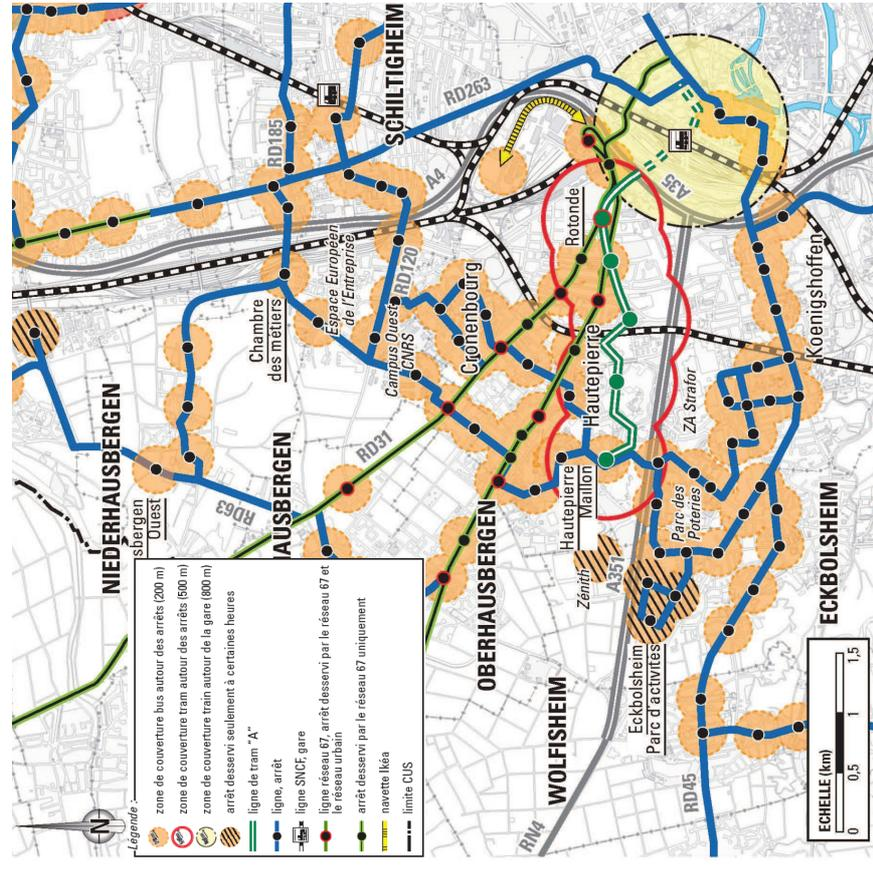 Légende :
zone de couverture bus autour des arrêts (200 m)
zone de couverture tram autour des arrêts (500 m)
zone de couverture train autour de la gare (800 m)
arrêt desservi seulement à certaines heures
ligne de tram "A"
ligne, arrêt
ligne SNCF, gare
ligne réseau 67, arrêt desservi par le réseau 67 et
le réseau urbain
arrêt desservi par le réseau 67 uniquement
navette Ikéa
limite CUS
N
NIEDERHAUSBERGEN
sbergen
Ouest
RD63
AUSBERGEN
RD31
Chambre
des métiers
Espace Européen
de l'Entreprise
RD185
SCHILTIGHEIM
RD263
A4
RD120
Campus Ouest
CNRS
Cronenbourg
Rotonde
A35
OBERHAUSBERGEN
Hautepierre
Hautepierre
Maillon
Zénith
A351
Parc des
Poteries
ZA Strafor
Koenigshoffen
WOLFISHEIM
Eckbolsheim
Parc d'activités
ECKBOLSHEIM
RN4
RD45
ECHELLE (km)
0 0,5 1 1,5